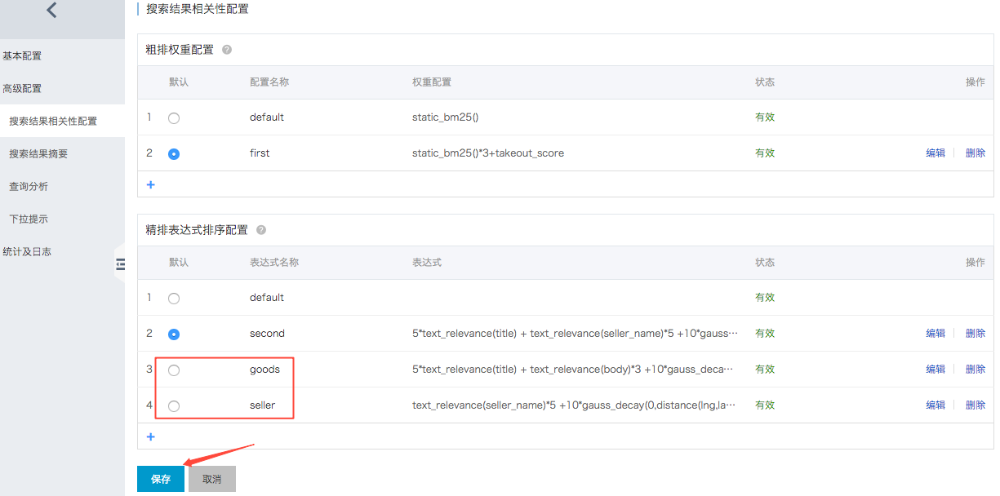 搜索结果相关性配置
基本配置
高级配置
搜索结果相关性配置
搜索结果摘要
查询分析
下拉提示
统计及日志
粗排权重配置 ?
默认 配置名称 权重配置 状态 操作
1 default static_bm25() 有效
2 first static_bm25()*3+takeout_score 有效 编辑 | 删除
+
精排表达式排序配置 ?
默认 表达式名称 表达式 状态 操作
1 default 有效
2 second 5*text_relevance(title) + text_relevance(seller_name)*5 +10*gauss··· 有效 编辑 | 删除
3 goods 5*text_relevance(title) + text_relevance(body)*3 +10*gauss_deca··· 有效 编辑 | 删除
4 seller text_relevance(seller_name)*5 +10*gauss_decay(0,distance(lng,la··· 有效 编辑 | 删除
+
保存 取消